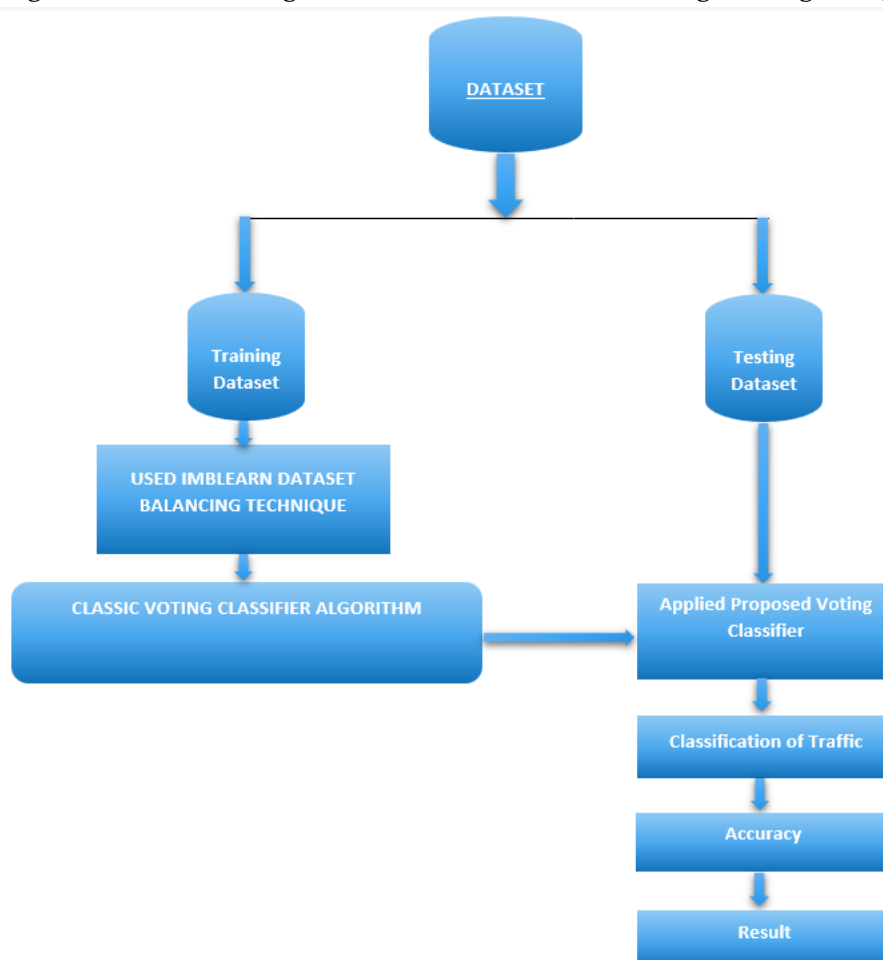 DATASET
Training
Dataset
Testing
Dataset
USED IMBLEARN DATASET
BALANCING TECHNIQUE
CLASSIC VOTING CLASSIFIER ALGORITHM
Applied Proposed Voting
Classifier
Classification of Traffic
Accuracy
Result